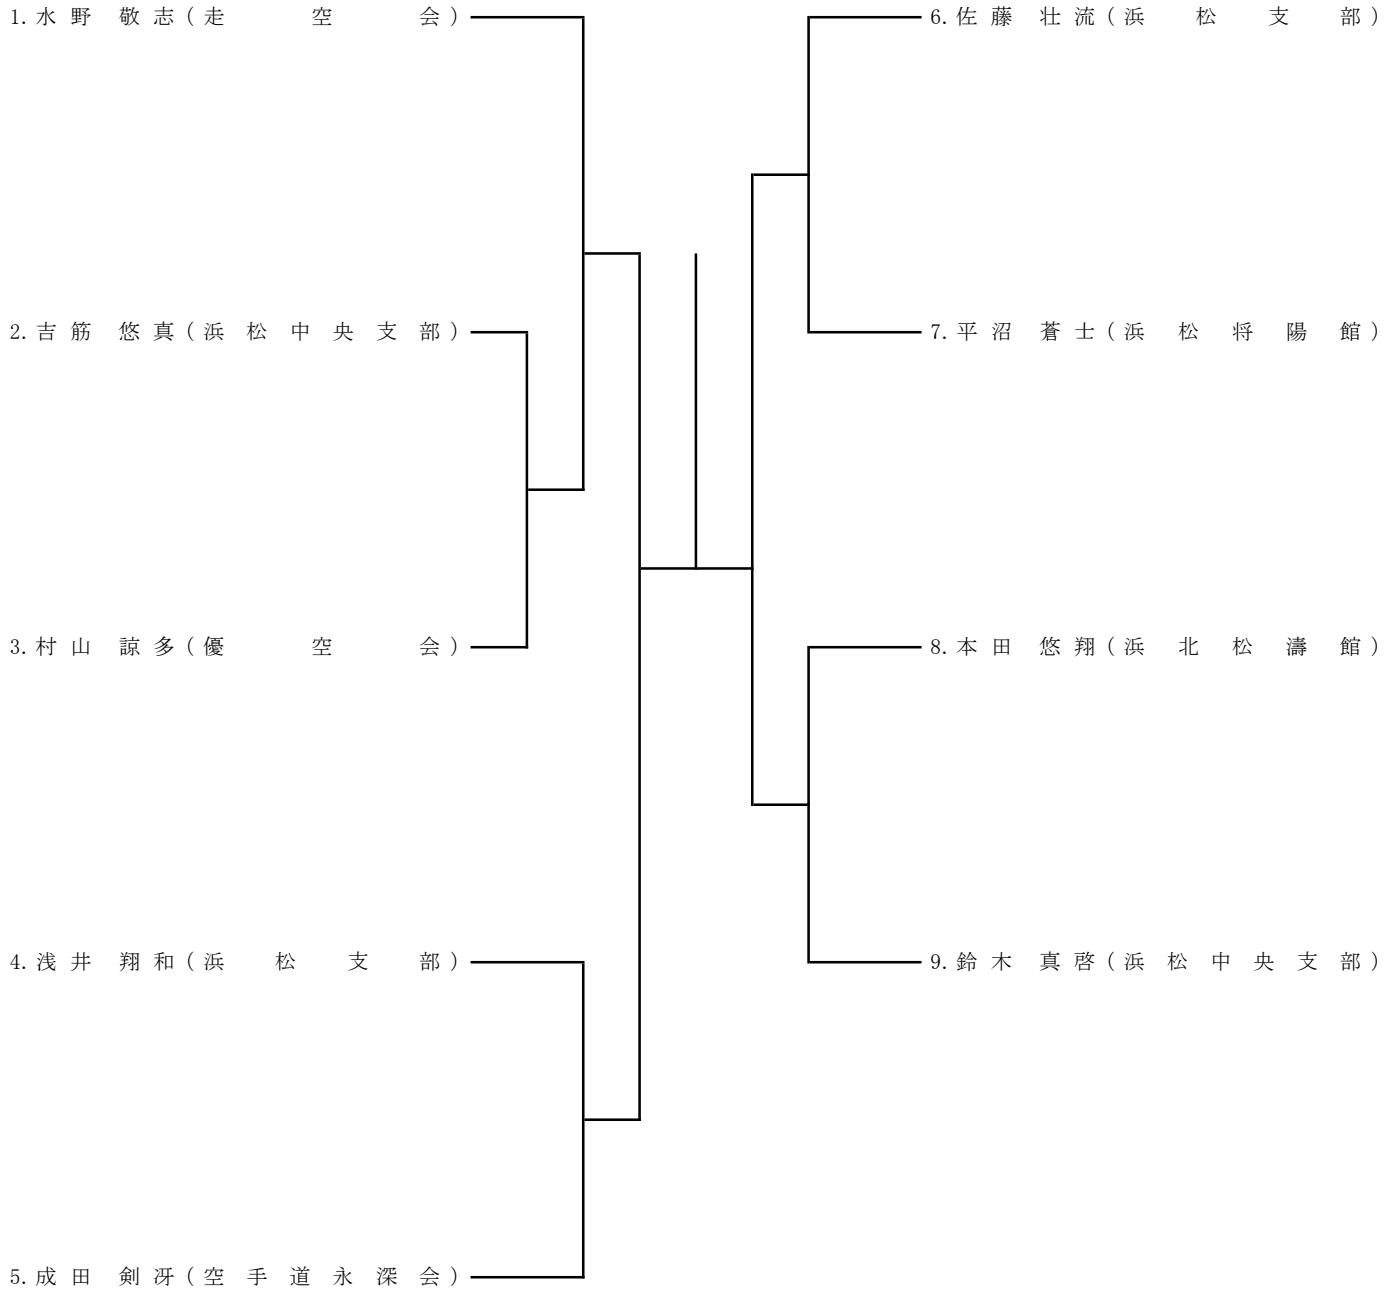 1. 水野 敬志(走空会)
2. 吉筋 悠真(浜松中央支部)
3. 村山 諒多(優空会)
4. 浅井 翔和(浜松支部)
5. 成田 剣冴(空手道永深会)
6. 佐藤 壮流(浜松支部)
7. 平沼 蒼士(浜松将陽館)
8. 本田 悠翔(浜北松濤館)
9. 鈴木 真啓(浜松中央支部)